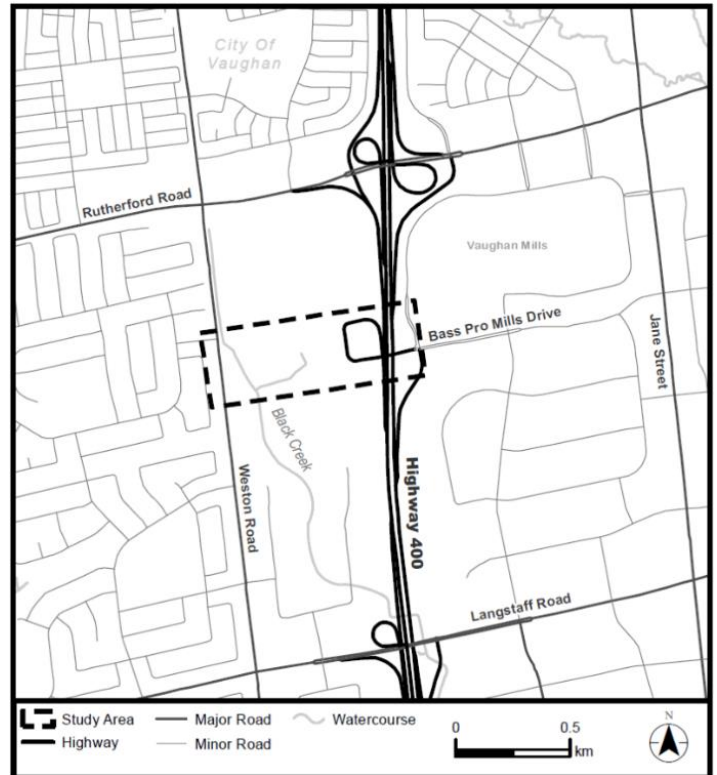 City Of
Vaughan
Rutherford Road
Vaughan Mills
Bass Pro Mills Drive
Jane Street
Black Creek
Weston Road
Highway 400
Langstaff Road
Study Area
Major Road
Watercourse
Highway
Minor Road
0 0.5
km
N